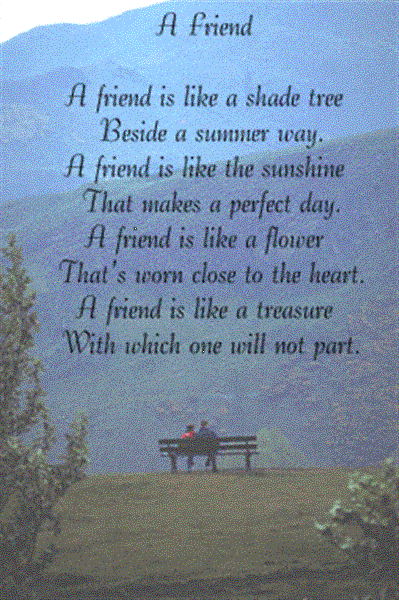 A Friend
A friend is like a shade tree
Beside a summer way.
A friend is like the sunshine
That makes a perfect day.
A friend is like a flower
That's worn close to the heart.
A friend is like a treasure
With which one will not part.